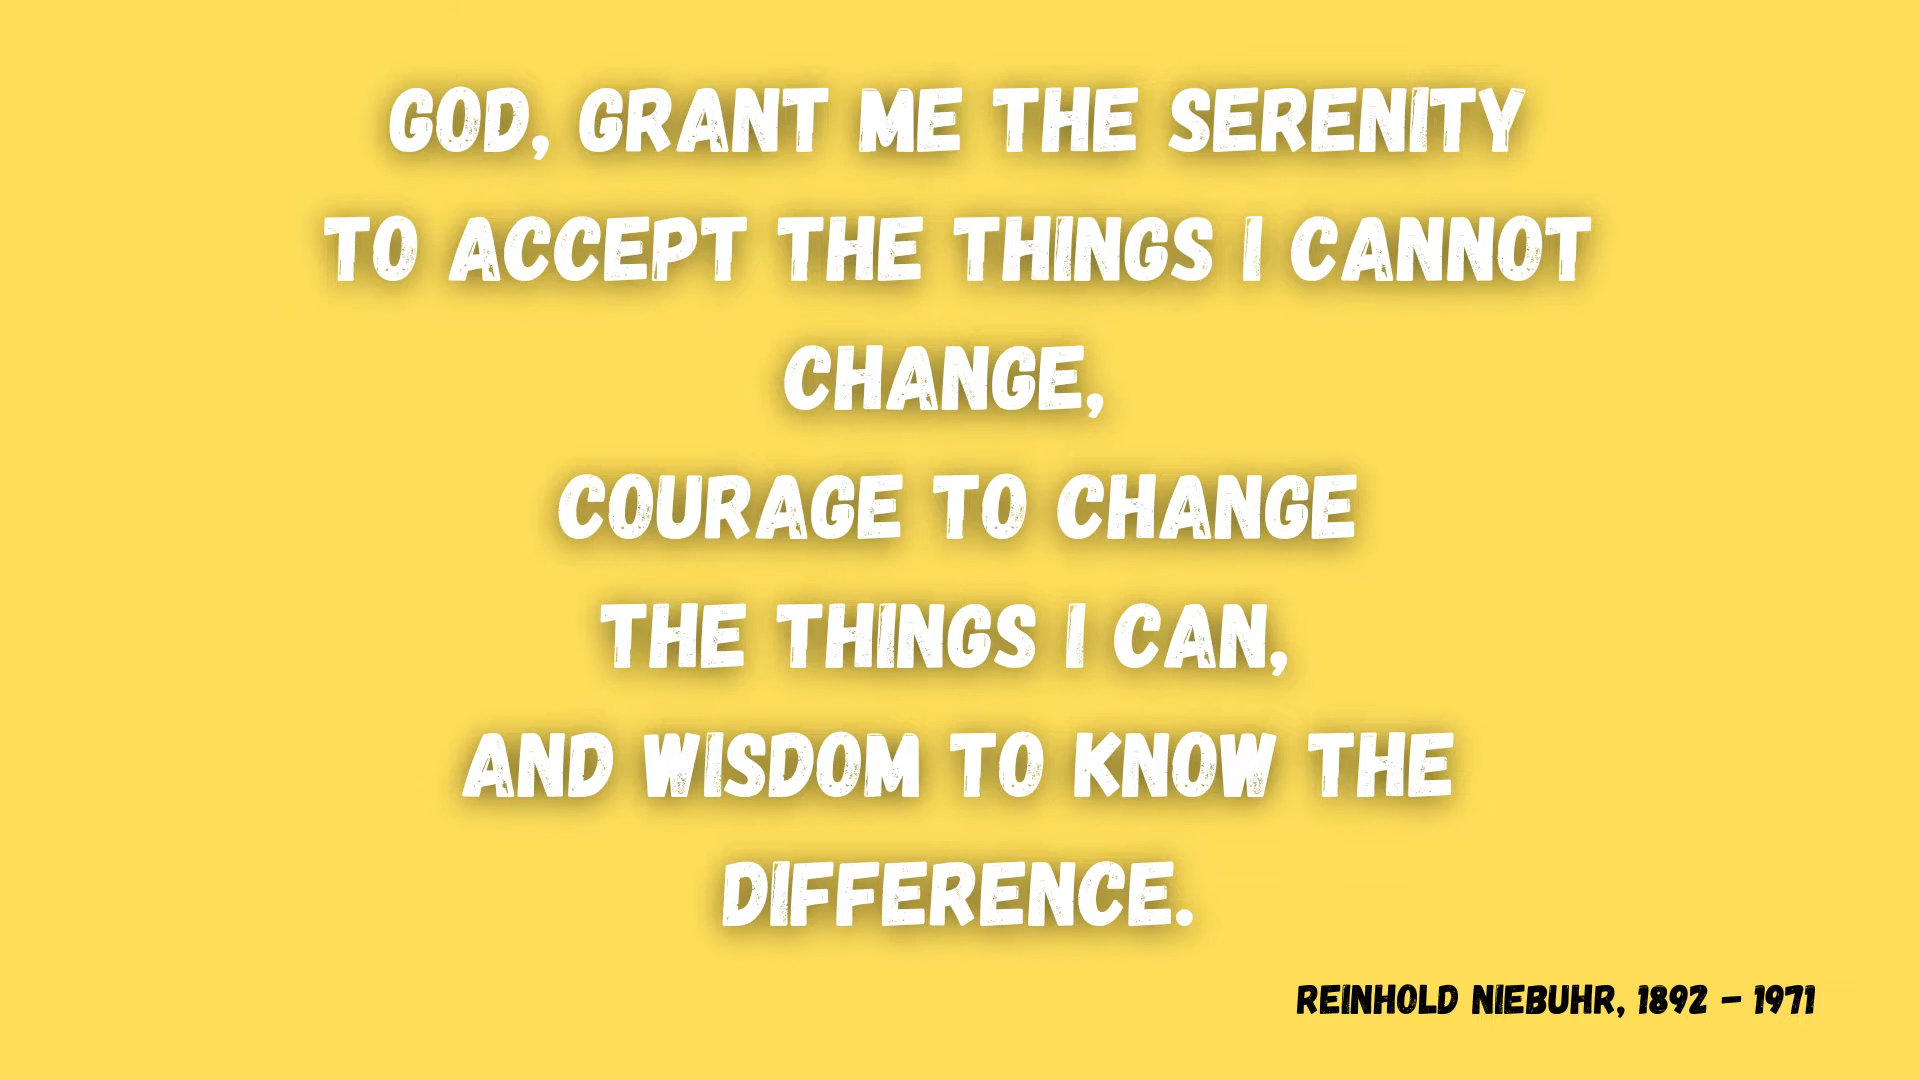 GOD, GRANT ME THE SERENITY
TO ACCEPT THE THINGS I CANNOT
CHANGE,
COURAGE TO CHANGE
THE THINGS I CAN,
AND WISDOM TO KNOW THE
DIFFERENCE.
REINHOLD NIEBUHR, 1892 – 1971